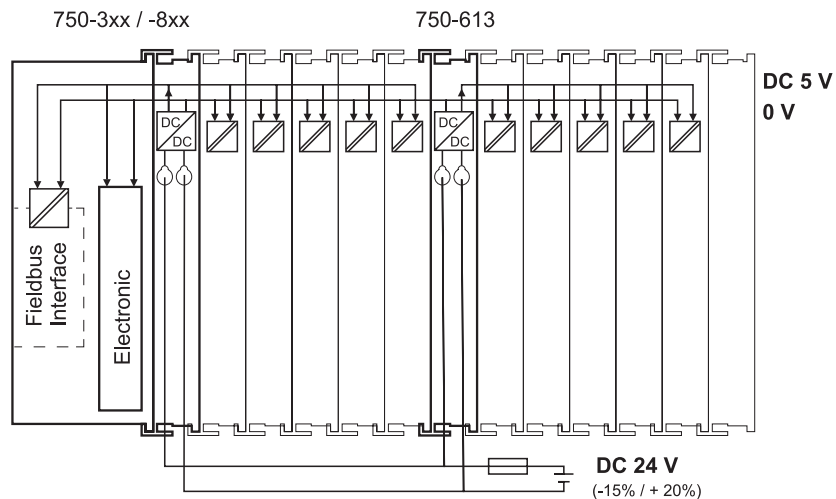 750-3xx / -8xx
750-613
DC 5 V
0 V
DC
DC
DC
DC
Fieldbus
Interface
Electronic
DC 24 V
(-15% / + 20%)